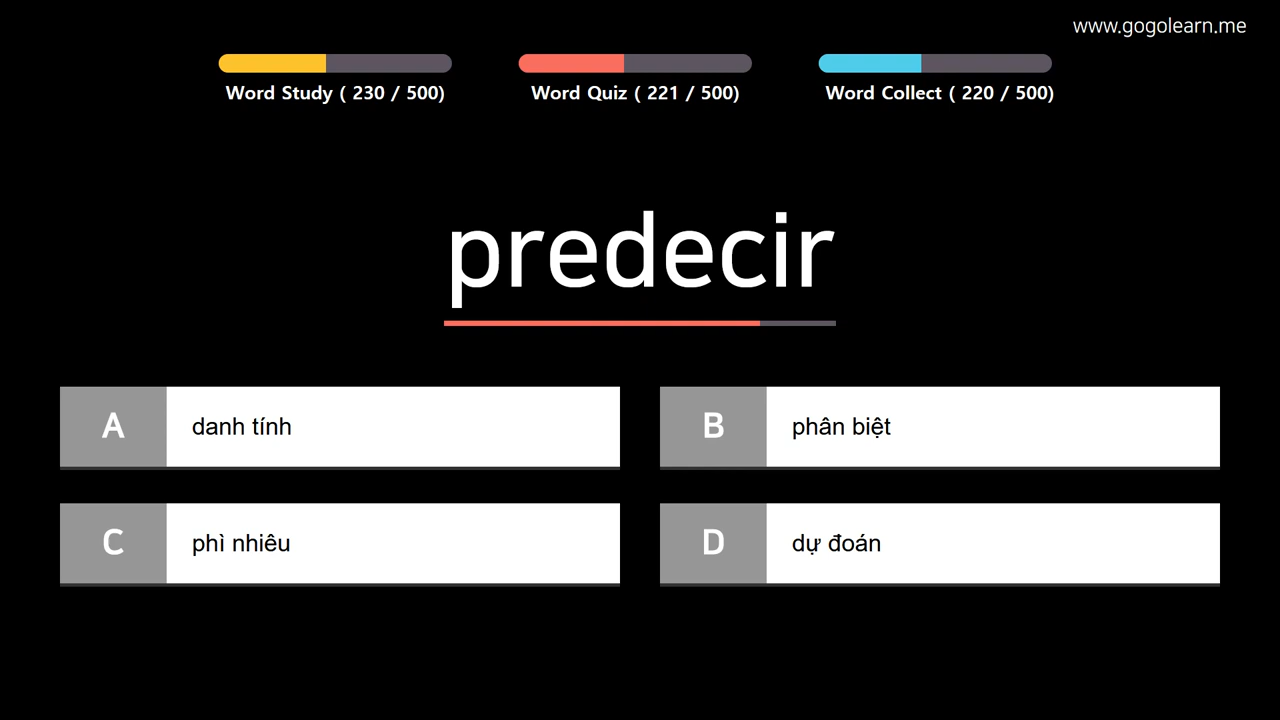 www.gogolearn.me
Word Study ( 230 / 500)
Word Quiz ( 221 / 500)
Word Collect ( 220 / 500)
predecir
A danh tính
B phân biệt
C phì nhiêu
D dự đoán